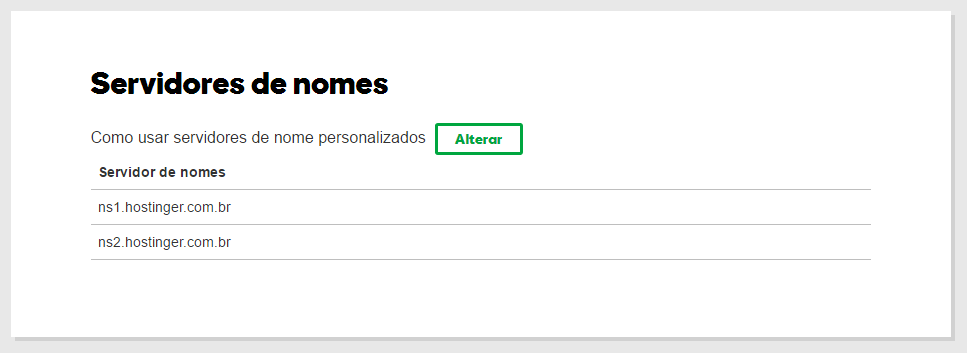 Servidores de nomes
Como usar servidores de nome personalizados Alterar
Servidor de nomes
ns1.hostinger.com.br
ns2.hostinger.com.br